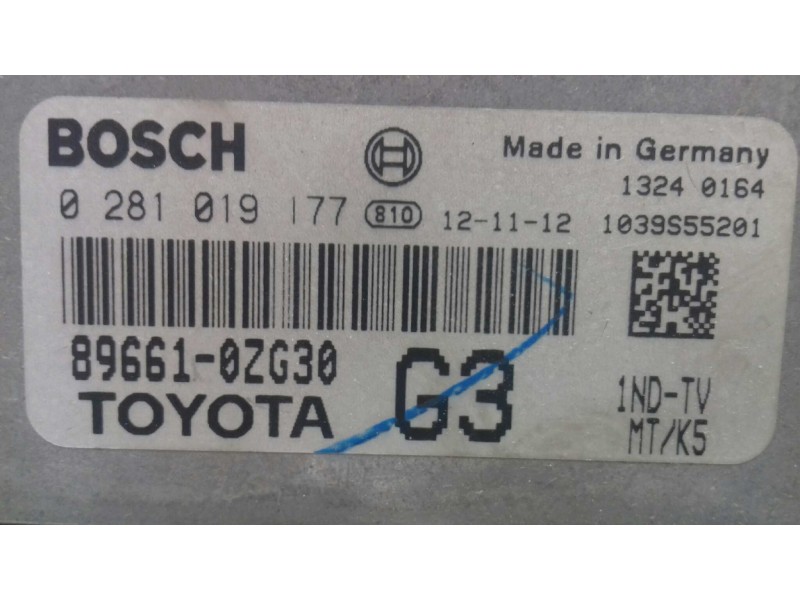 BOSCH Made in Germany
1324 0164
0 281 019 177 810 12-11-12 1039S55201
89661-0ZG30
TOYOTA G3
1ND-TV
MT/K5